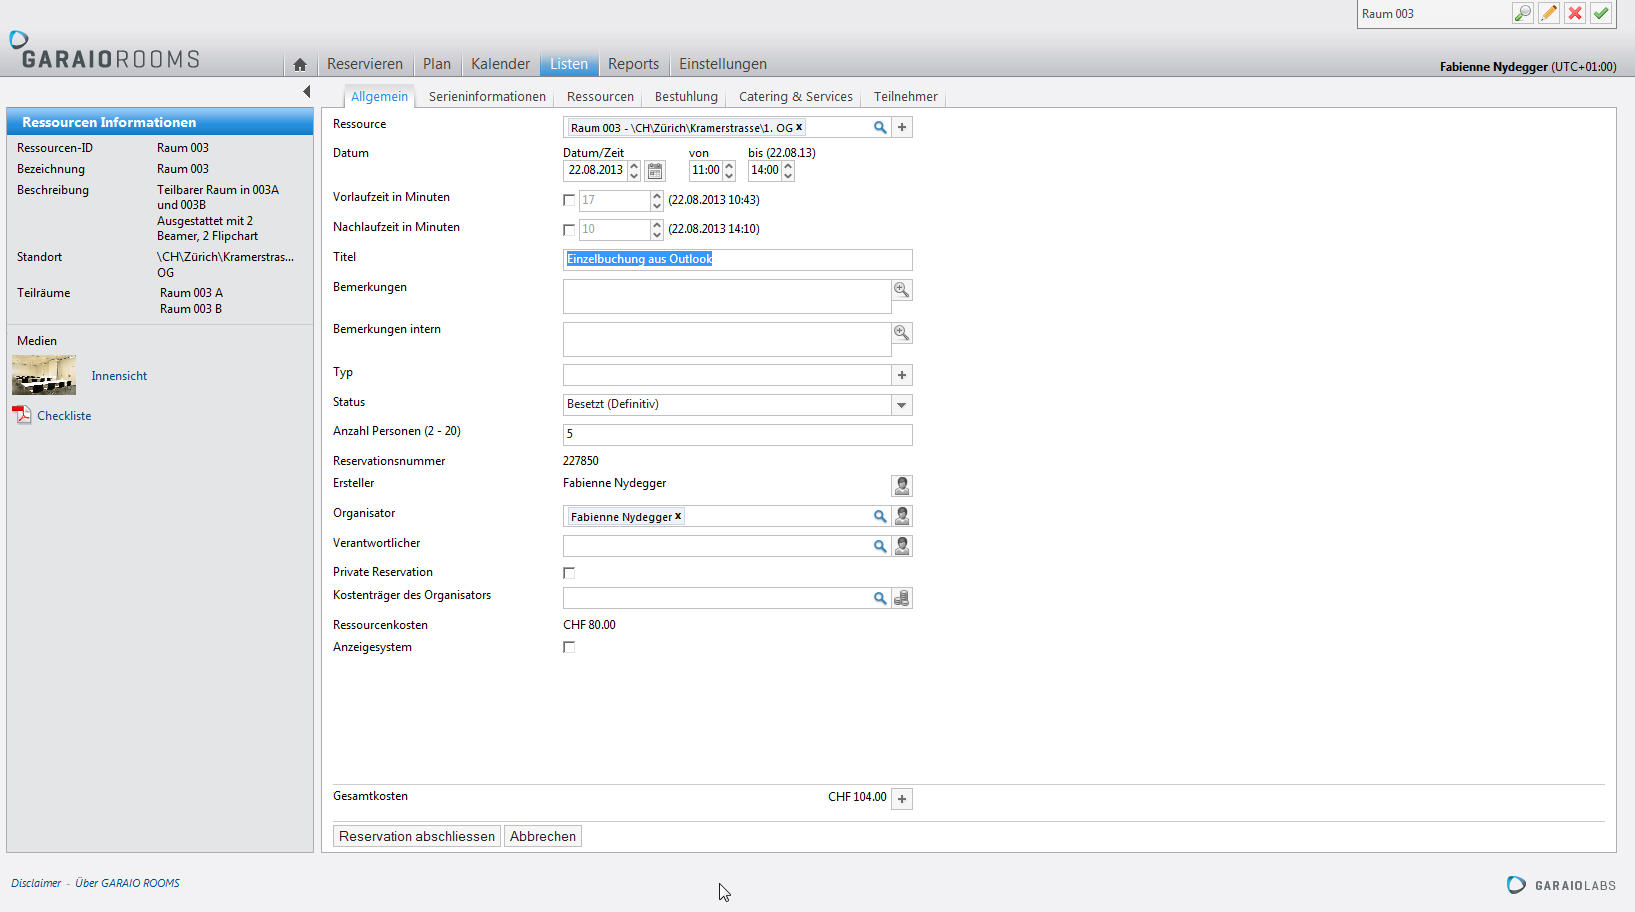 Raum 003
GARAIOROOMS
Reservieren
Plan
Kalender
Listen
Reports
Einstellungen
Fabienne Nydegger (UTC+01:00)
Allgemein
Serieninformationen
Ressourcen
Bestuhlung
Catering & Services
Teilnehmer
Ressourcen Informationen
Ressourcen-ID
Raum 003
Bezeichnung
Raum 003
Beschreibung
Teilbarer Raum in 003A
und 003B
Ausgestattet mit 2
Beamer, 2 Flipchart
Standort
\CH\Zürich\Kramerstras...
OG
Teilräume
Raum 003 A
Raum 003 B
Medien
Innensicht
Checkliste
Ressource
Raum 003 - \CH\Zürich\Kramerstrasse\1. OG x
Datum
Datum/Zeit
von
bis (22.08.13)
22.08.2013
11:00
14:00
Vorlaufzeit in Minuten
17
(22.08.2013 10:43)
Nachlaufzeit in Minuten
10
(22.08.2013 14:10)
Titel
Einzelbuchung aus Outlook
Bemerkungen
Bemerkungen intern
Typ
Status
Besetzt (Definitiv)
Anzahl Personen (2 - 20)
5
Reservationsnummer
227850
Ersteller
Fabienne Nydegger
Organisator
Fabienne Nydegger x
Verantwortlicher
Private Reservation
Kostenträger des Organisators
Ressourcenkosten
CHF 80.00
Anzeigesystem
Gesamtkosten
CHF 104.00
Reservation abschliessen
Abbrechen
Disclaimer - Über GARAIO ROOMS
GARAIOLABS